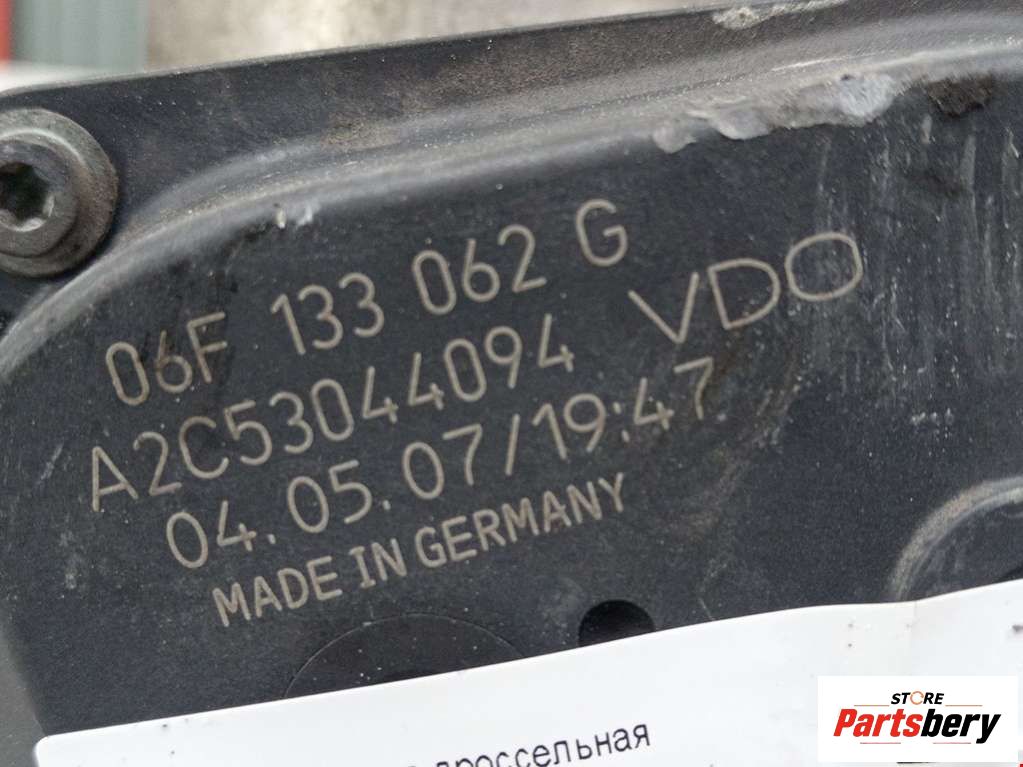 06F 133 062 G
A2C53044094 VDO
04.05.07/19:47
MADE IN GERMANY
дроссельная
STORE
Partsbery